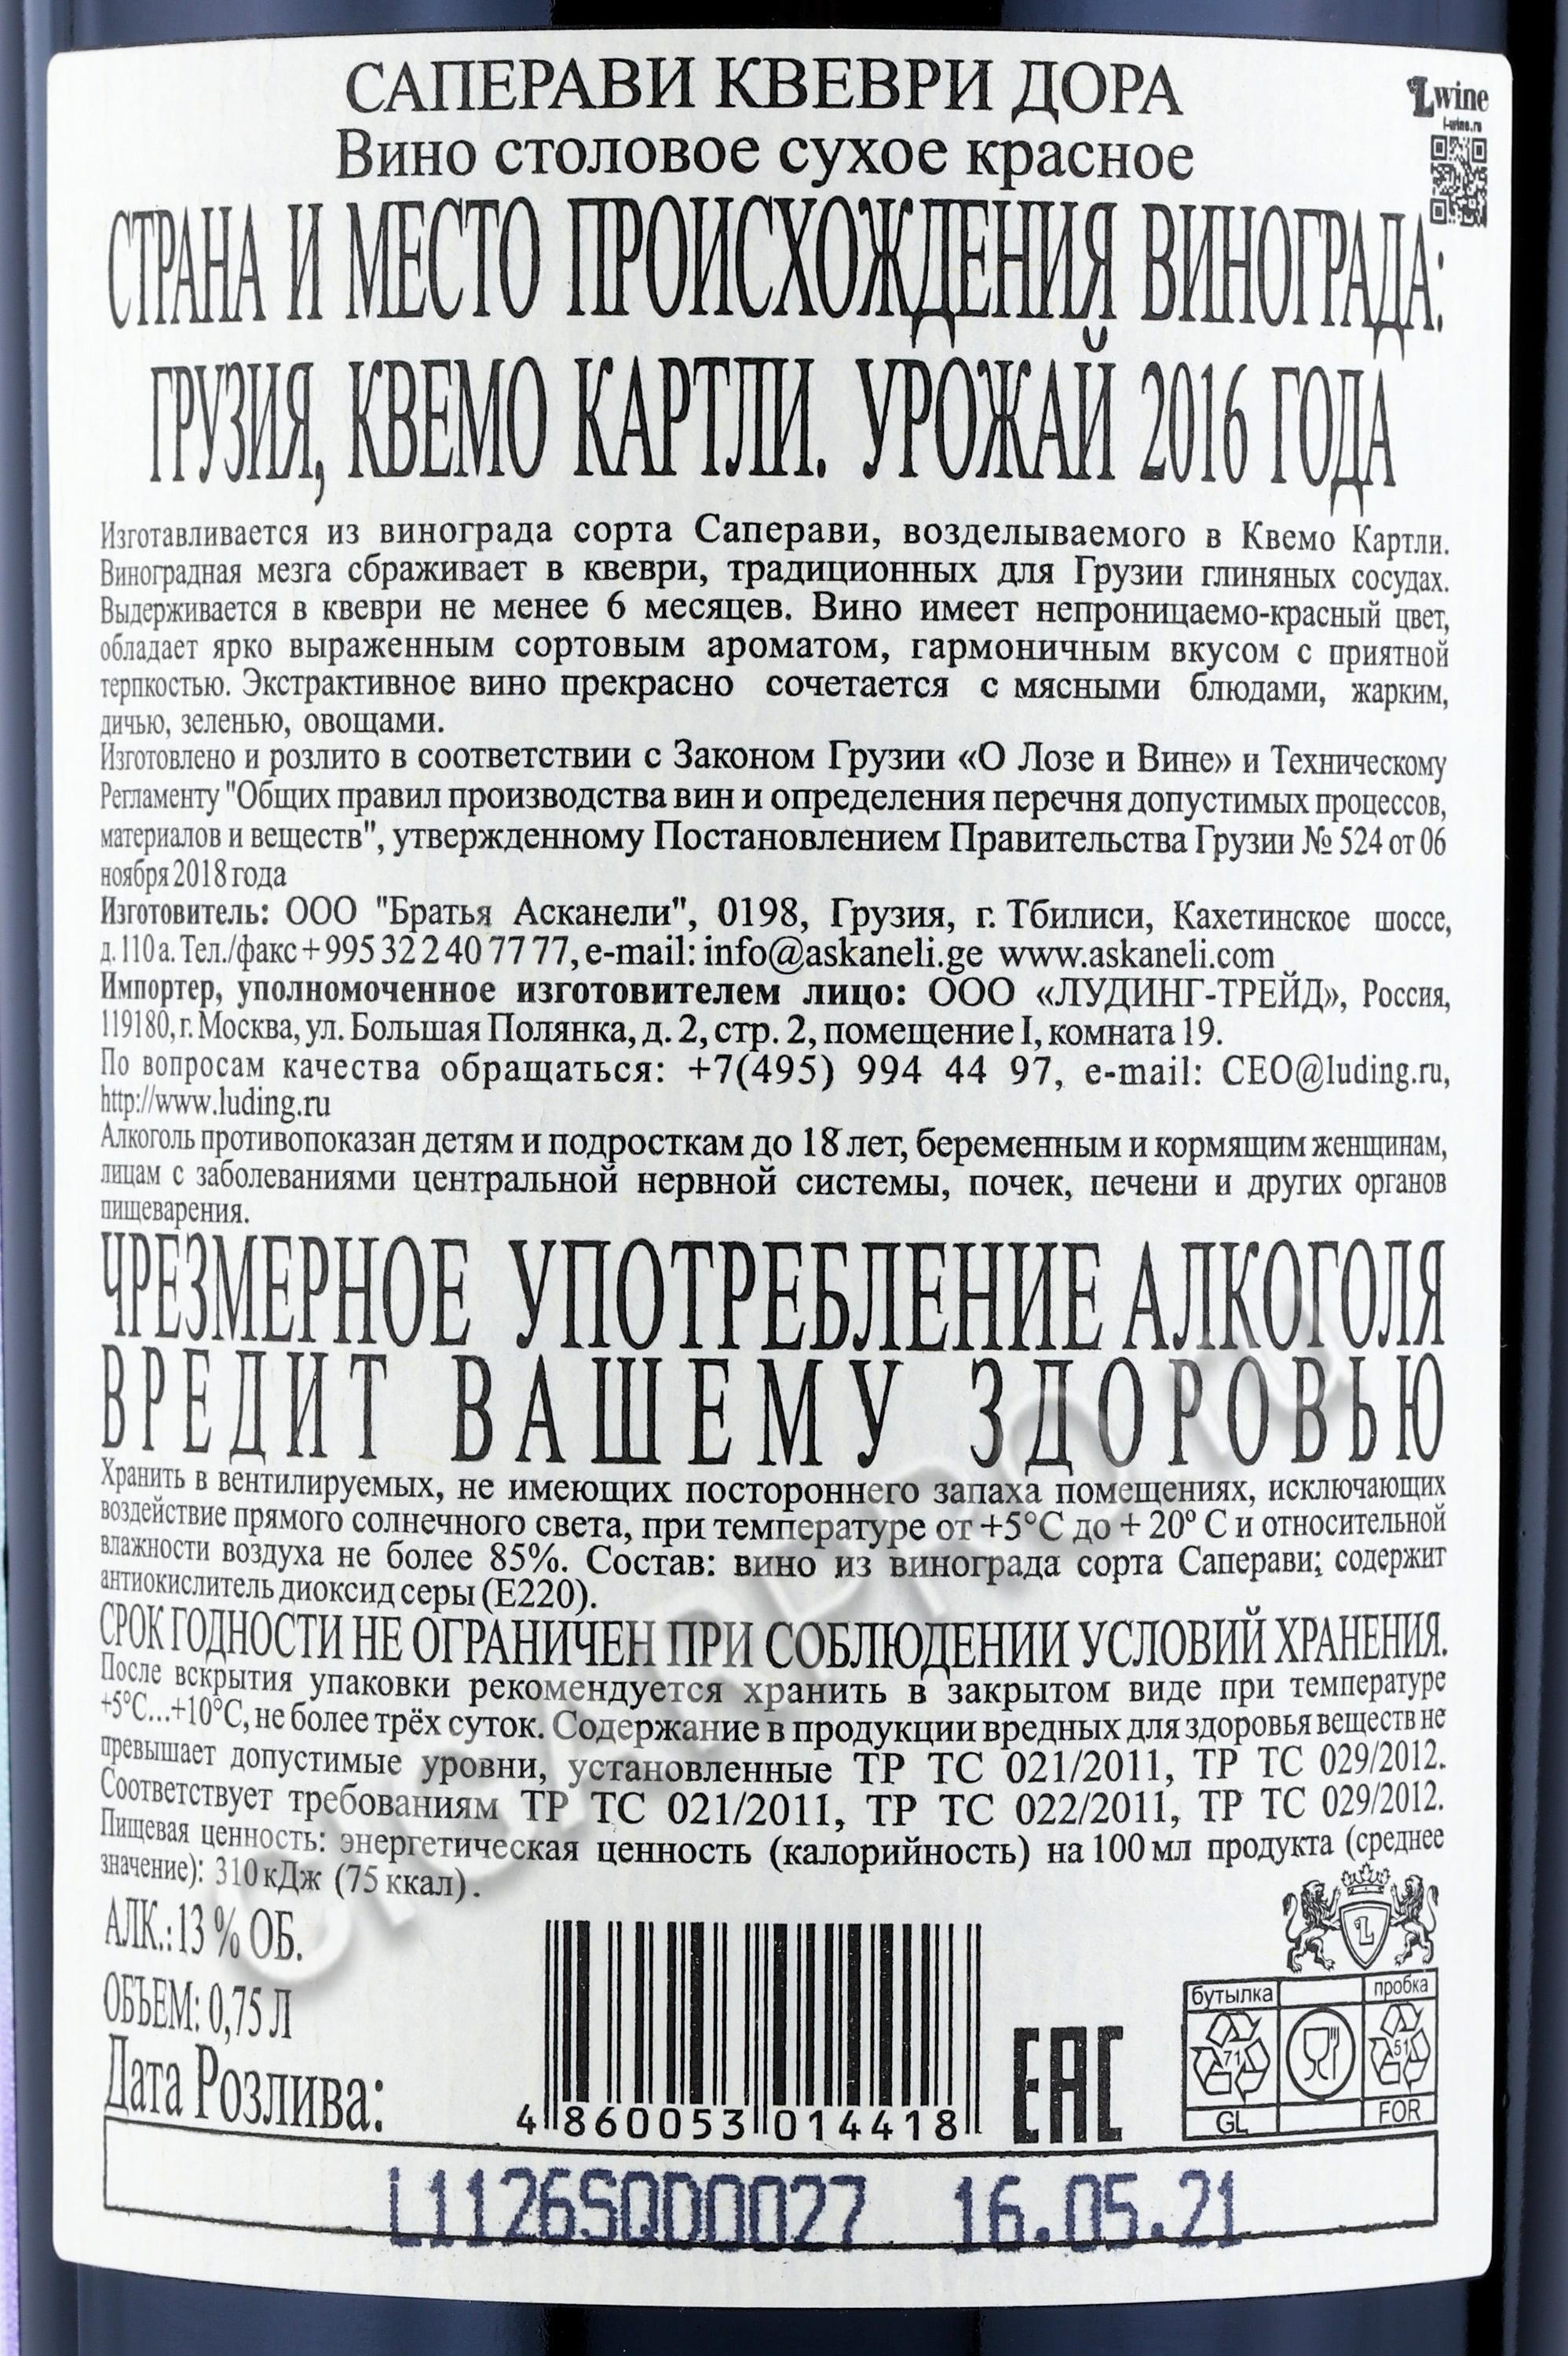 САПЕРАВИ КВЕВРИ ДОРА
Lwine
l-wine.ru
Вино столовое сухое красное
СТРАНА И МЕСТО ПРОИСХОЖДЕНИЯ ВИНОГРАДА:
ГРУЗИЯ, КВЕМО КАРТЛИ. УРОЖАЙ 2016 ГОДА
Изготавливается из винограда сорта Саперави, возделываемого в Квемо Картли.
Виноградная мезга сбраживает в квеври, традиционных для Грузии глиняных сосудах.
Выдерживается в квеври не менее 6 месяцев. Вино имеет непроницаемо-красный цвет,
обладает ярко выраженным сортовым ароматом, гармоничным вкусом с приятной
терпкостью. Экстрактивное вино прекрасно сочетается с мясными блюдами, жарким,
дичью, зеленью, овощами.
Изготовлено и розлито в соответствии с Законом Грузии «О Лозе и Вине» и Техническому
Регламенту "Общих правил производства вин и определения перечня допустимых процессов,
материалов и веществ", утвержденному Постановлением Правительства Грузии № 524 от 06
ноября 2018 года
Изготовитель: ООО "Братья Асканели", 0198, Грузия, г. Тбилиси, Кахетинское шоссе,
д. 110 а. Тел./факс + 995 32 2 40 77 77, e-mail: info@askaneli.ge www.askaneli.com
Импортер, уполномоченное изготовителем лицо: ООО «ЛУДИНГ-ТРЕЙД», Россия,
119180, г. Москва, ул. Большая Полянка, д. 2, стр. 2, помещение I, комната 19.
По вопросам качества обращаться: +7(495) 994 44 97, e-mail: CEO@luding.ru,
http://www.luding.ru
Алкоголь противопоказан детям и подросткам до 18 лет, беременным и кормящим женщинам,
лицам с заболеваниями центральной нервной системы, почек, печени и других органов
пищеварения.
ЧРЕЗМЕРНОЕ УПОТРЕБЛЕНИЕ АЛКОГОЛЯ
ВРЕДИТ ВАШЕМУ ЗДОРОВЬЮ
Хранить в вентилируемых, не имеющих постороннего запаха помещениях, исключающих
воздействие прямого солнечного света, при температуре от +5°C до + 20° C и относительной
влажности воздуха не более 85%. Состав: вино из винограда сорта Саперави; содержит
антиокислитель диоксид серы (Е220).
СРОК ГОДНОСТИ НЕ ОГРАНИЧЕН ПРИ СОБЛЮДЕНИИ УСЛОВИЙ ХРАНЕНИЯ.
После вскрытия упаковки рекомендуется хранить в закрытом виде при температуре
+5°C...+10°C, не более трёх суток. Содержание в продукции вредных для здоровья веществ не
превышает допустимые уровни, установленные ТР ТС 021/2011, ТР ТС 029/2012.
Соответствует требованиям ТР ТС 021/2011, ТР ТС 022/2011, ТР ТС 029/2012.
Пищевая ценность: энергетическая ценность (калорийность) на 100 мл продукта (среднее
значение): 310 кДж (75 ккал).
АЛК.: 13 % ОБ.
ОБЪЕМ: 0,75 Л
Дата Розлива:
4 860053 014418
EAC
L
бутылка
пробка
71
51
GL
FOR
L1126SQD0027 16.05.21
CIGARPRO.ru